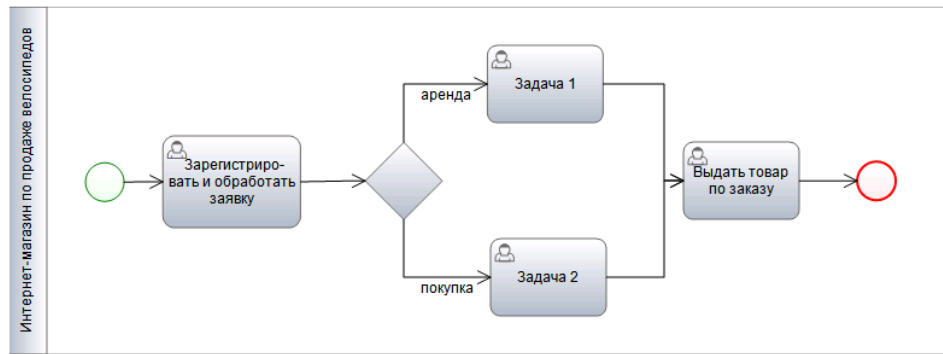 Интернет-магазин по продаже велосипедов
Зарегистриро-
вать и обработать
заявку
аренда
Задача 1
покупка
Задача 2
Выдать товар
по заказу